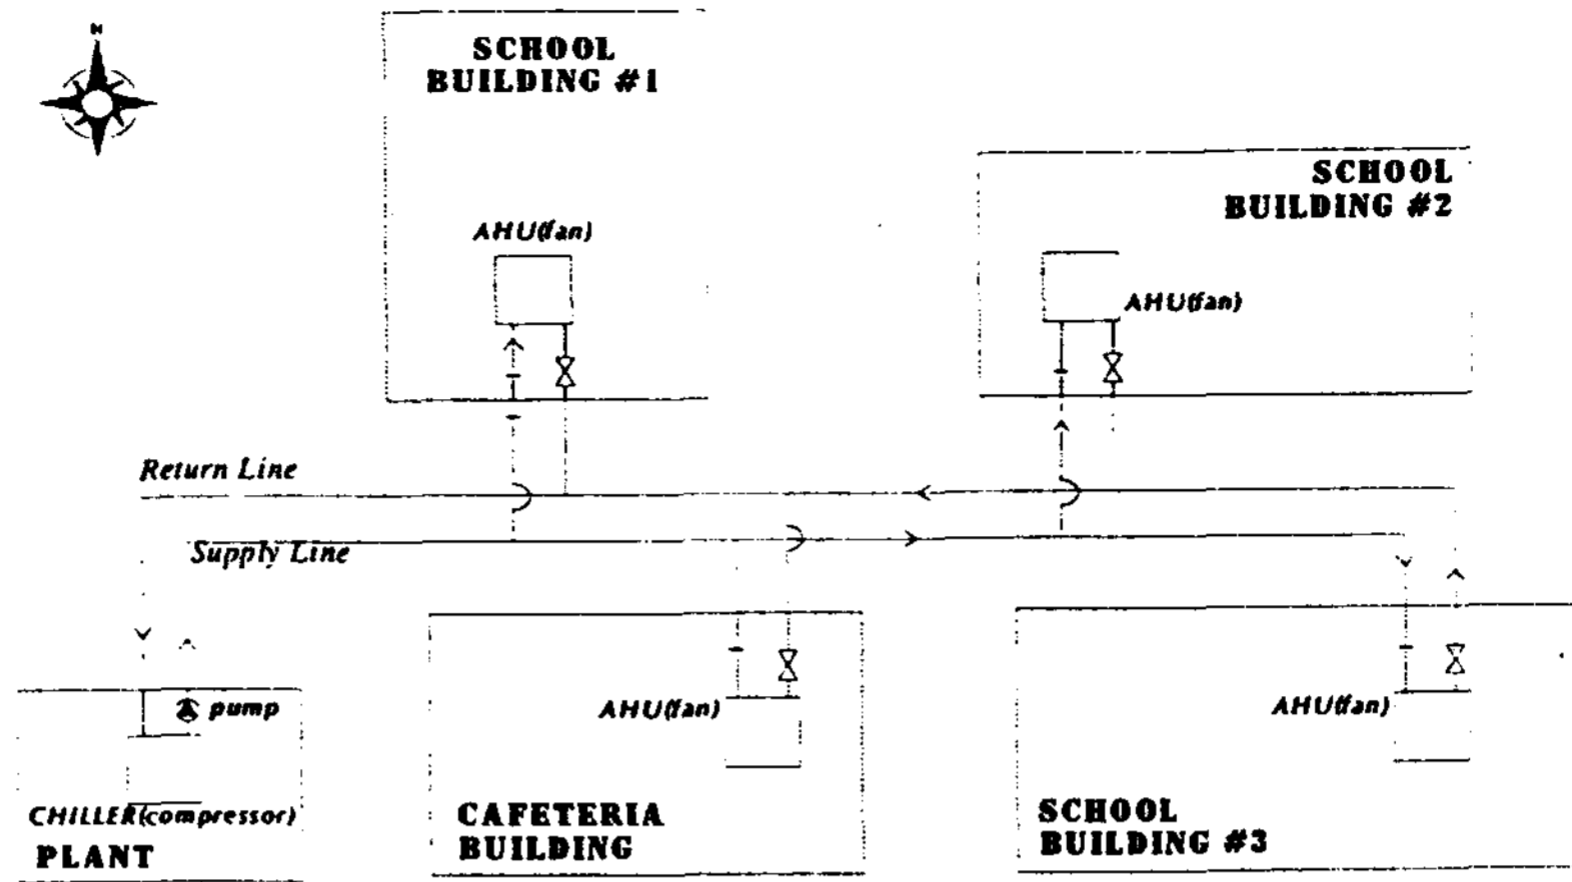 N
SCHOOL
BUILDING #1
SCHOOL
BUILDING #2
AHU(fan)
AHU(fan)
Return Line
Supply Line
pump
AHU(fan)
AHU(fan)
CHILLER(compressor)
PLANT
CAFETERIA
BUILDING
SCHOOL
BUILDING #3